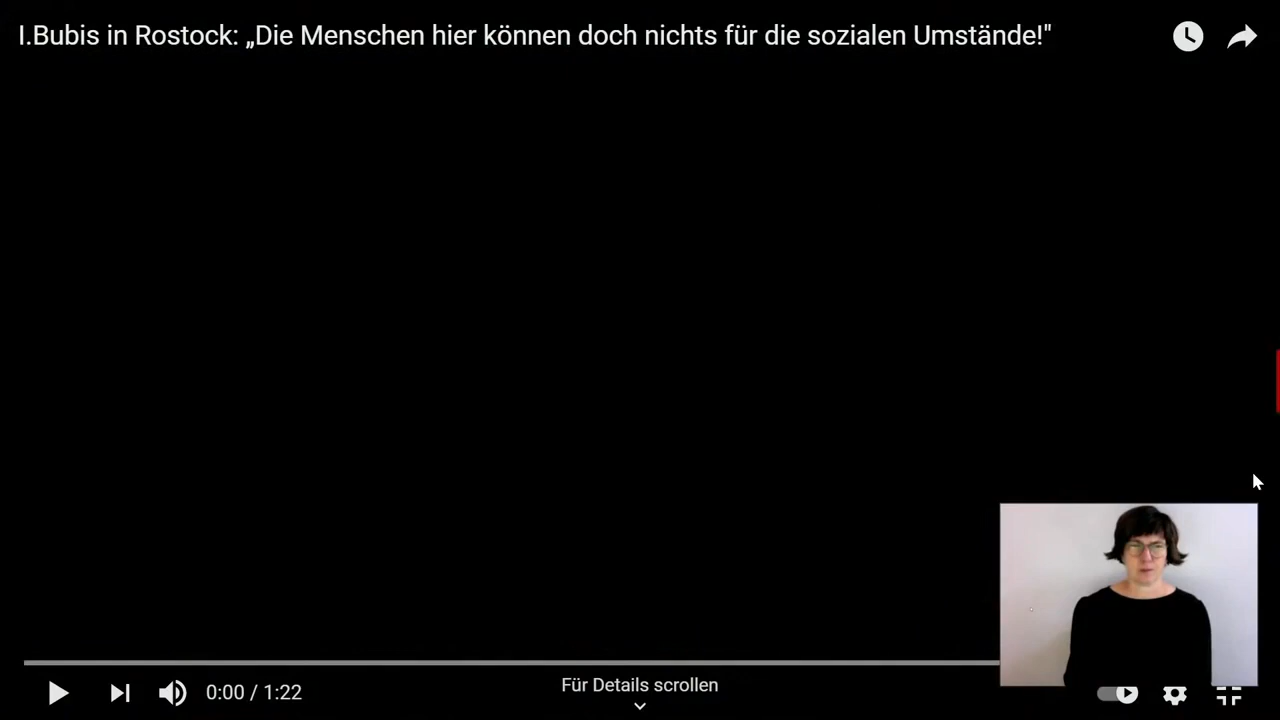 I.Bubis in Rostock: „Die Menschen hier können doch nichts für die sozialen Umstände!"
0:00 / 1:22
Für Details scrollen